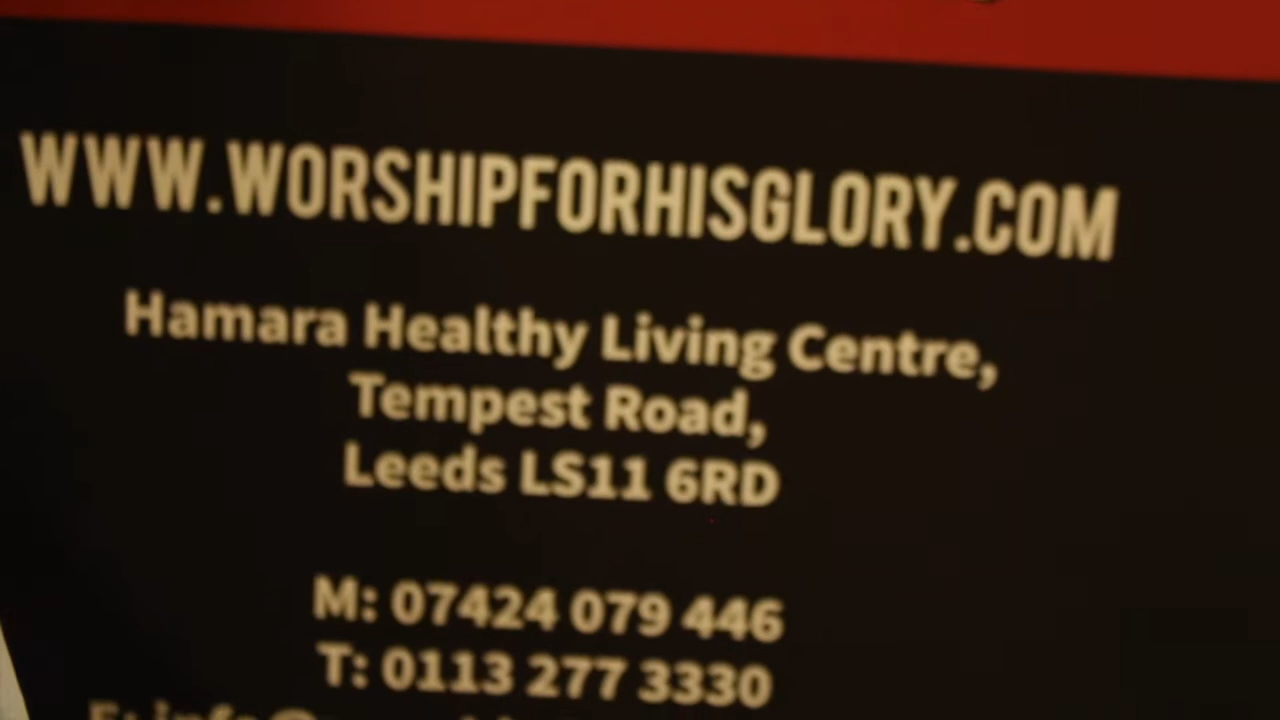 WWW.WORSHIPFORHISGLORY.COM
Hamara Healthy Living Centre,
Tempest Road,
Leeds LS11 6RD
M: 07424 079 446
T: 0113 277 3330
E: